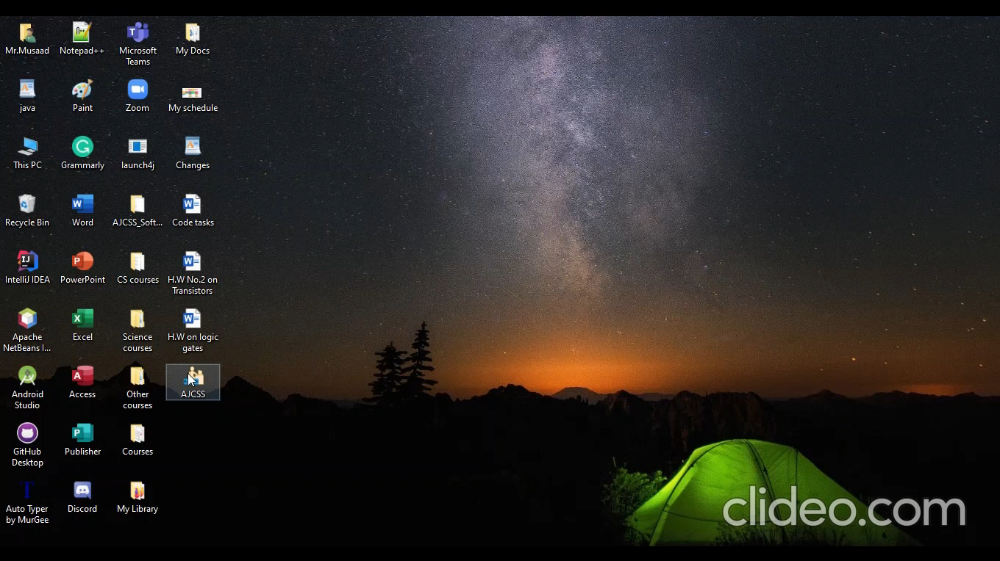 Mr.Musaad
Notepad++
Microsoft
Teams
My Docs
java
Paint
Zoom
My schedule
This PC
Grammarly
launch4j
Changes
Recycle Bin
Word
AJCSS_Soft...
Code tasks
IntelliJ IDEA
PowerPoint
CS courses
H.W No.2 on
Transistors
Apache
NetBeans I...
Excel
Science
courses
H.W on logic
gates
Android
Studio
Access
Other
courses
AJCSS
GitHub
Desktop
Publisher
Courses
Auto Typer
by MurGee
Discord
My Library
clideo.com